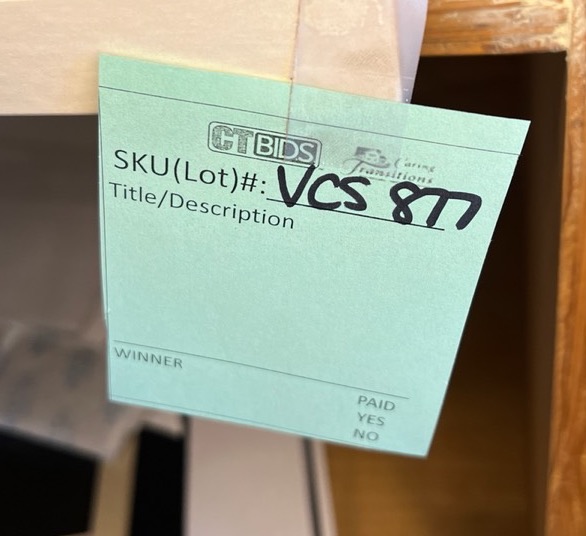 CTBIDS
Caring
Transitions
SKU(Lot)#: VCS 877
Title/Description
WINNER
PAID
YES
NO